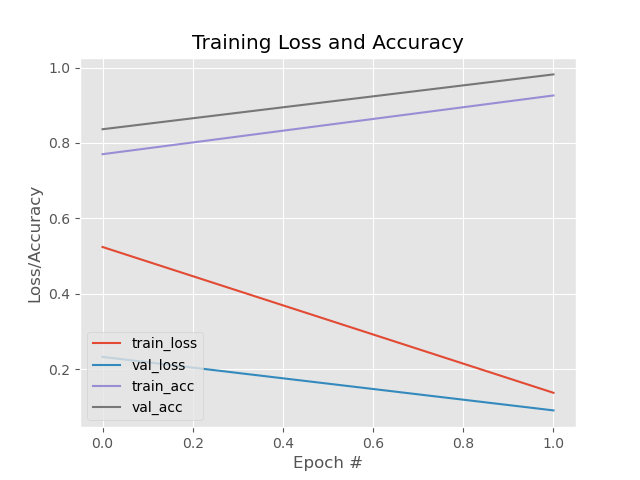 Training Loss and Accuracy
1.0
0.8
0.6
0.4
0.2
Loss/Accuracy
train_loss
val_loss
train_acc
val_acc
0.0 0.2 0.4 0.6 0.8 1.0
Epoch #